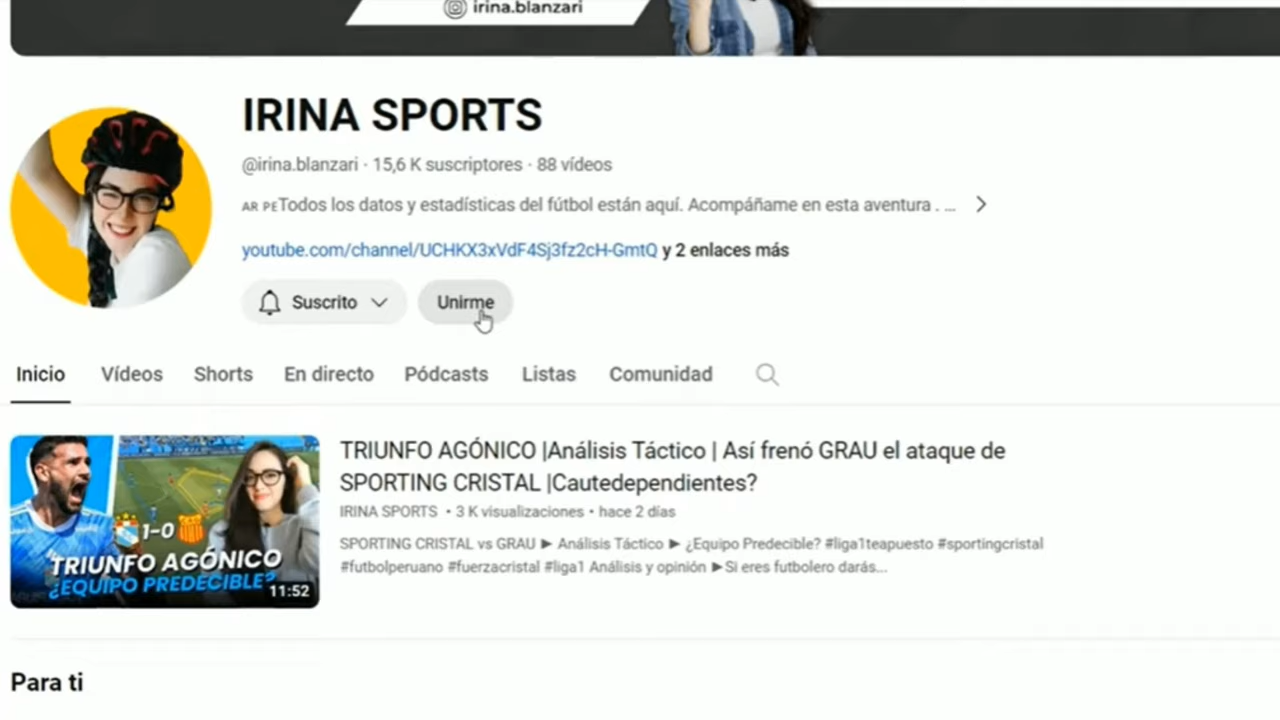 irina.blanzari
IRINA SPORTS
@irina.blanzari · 15,6 K suscriptores · 88 vídeos
AR PETodos los datos y estadísticas del fútbol están aquí. Acompáñame en esta aventura . ...
youtube.com/channel/UCHKX3xVdF4Sj3fz2cH-GmtQ y 2 enlaces más
Suscrito Unirme
Inicio Vídeos Shorts En directo Pódcasts Listas Comunidad
TRIUNFO AGÓNICO |Análisis Táctico | Así frenó GRAU el ataque de
SPORTING CRISTAL |Cautedependientes?
IRINA SPORTS • 3 K visualizaciones • hace 2 días
SPORTING CRISTAL vs GRAU ► Análisis Táctico ► ¿Equipo Predecible? #liga1teapuesto #sportingcristal
#futbolperuano #fuerzacristal #liga1 Análisis y opinión ►Si eres futbolero darás...
1-0
"TRIUNFO AGÓNICO
¿EQUIPO PREDECIBLE?"
11:52
Para ti